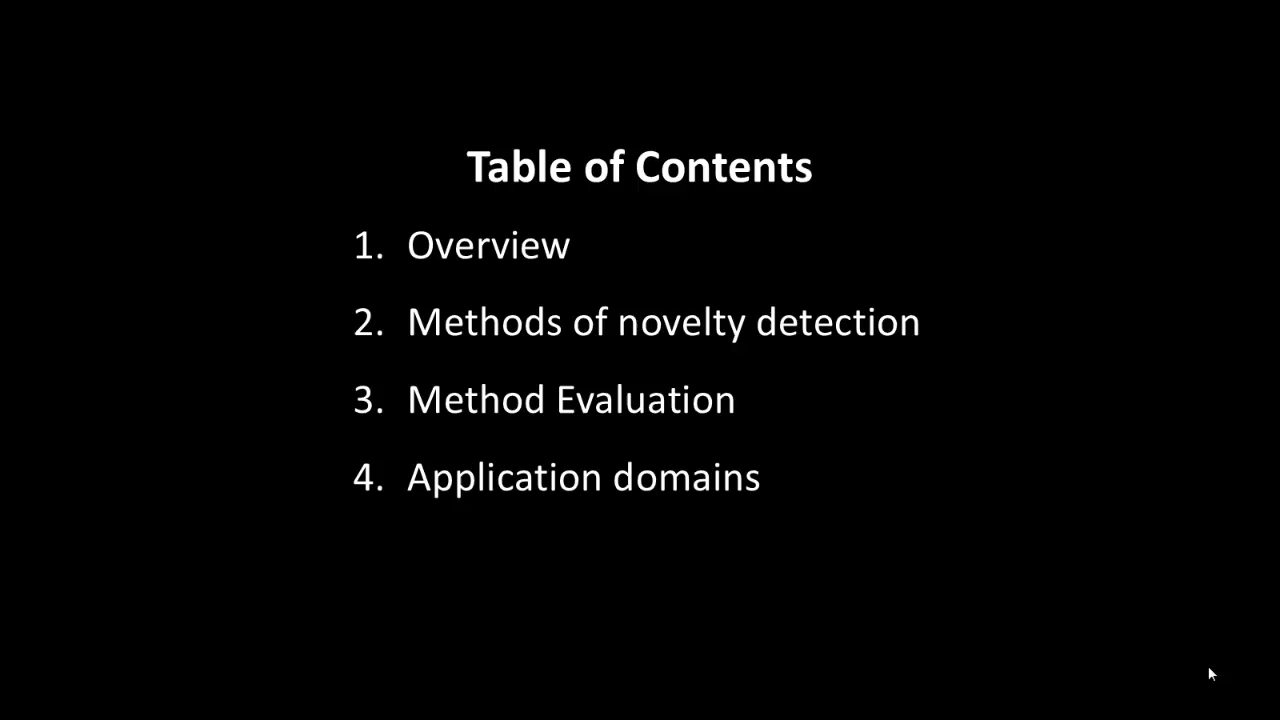 Table of Contents
1. Overview
2. Methods of novelty detection
3. Method Evaluation
4. Application domains